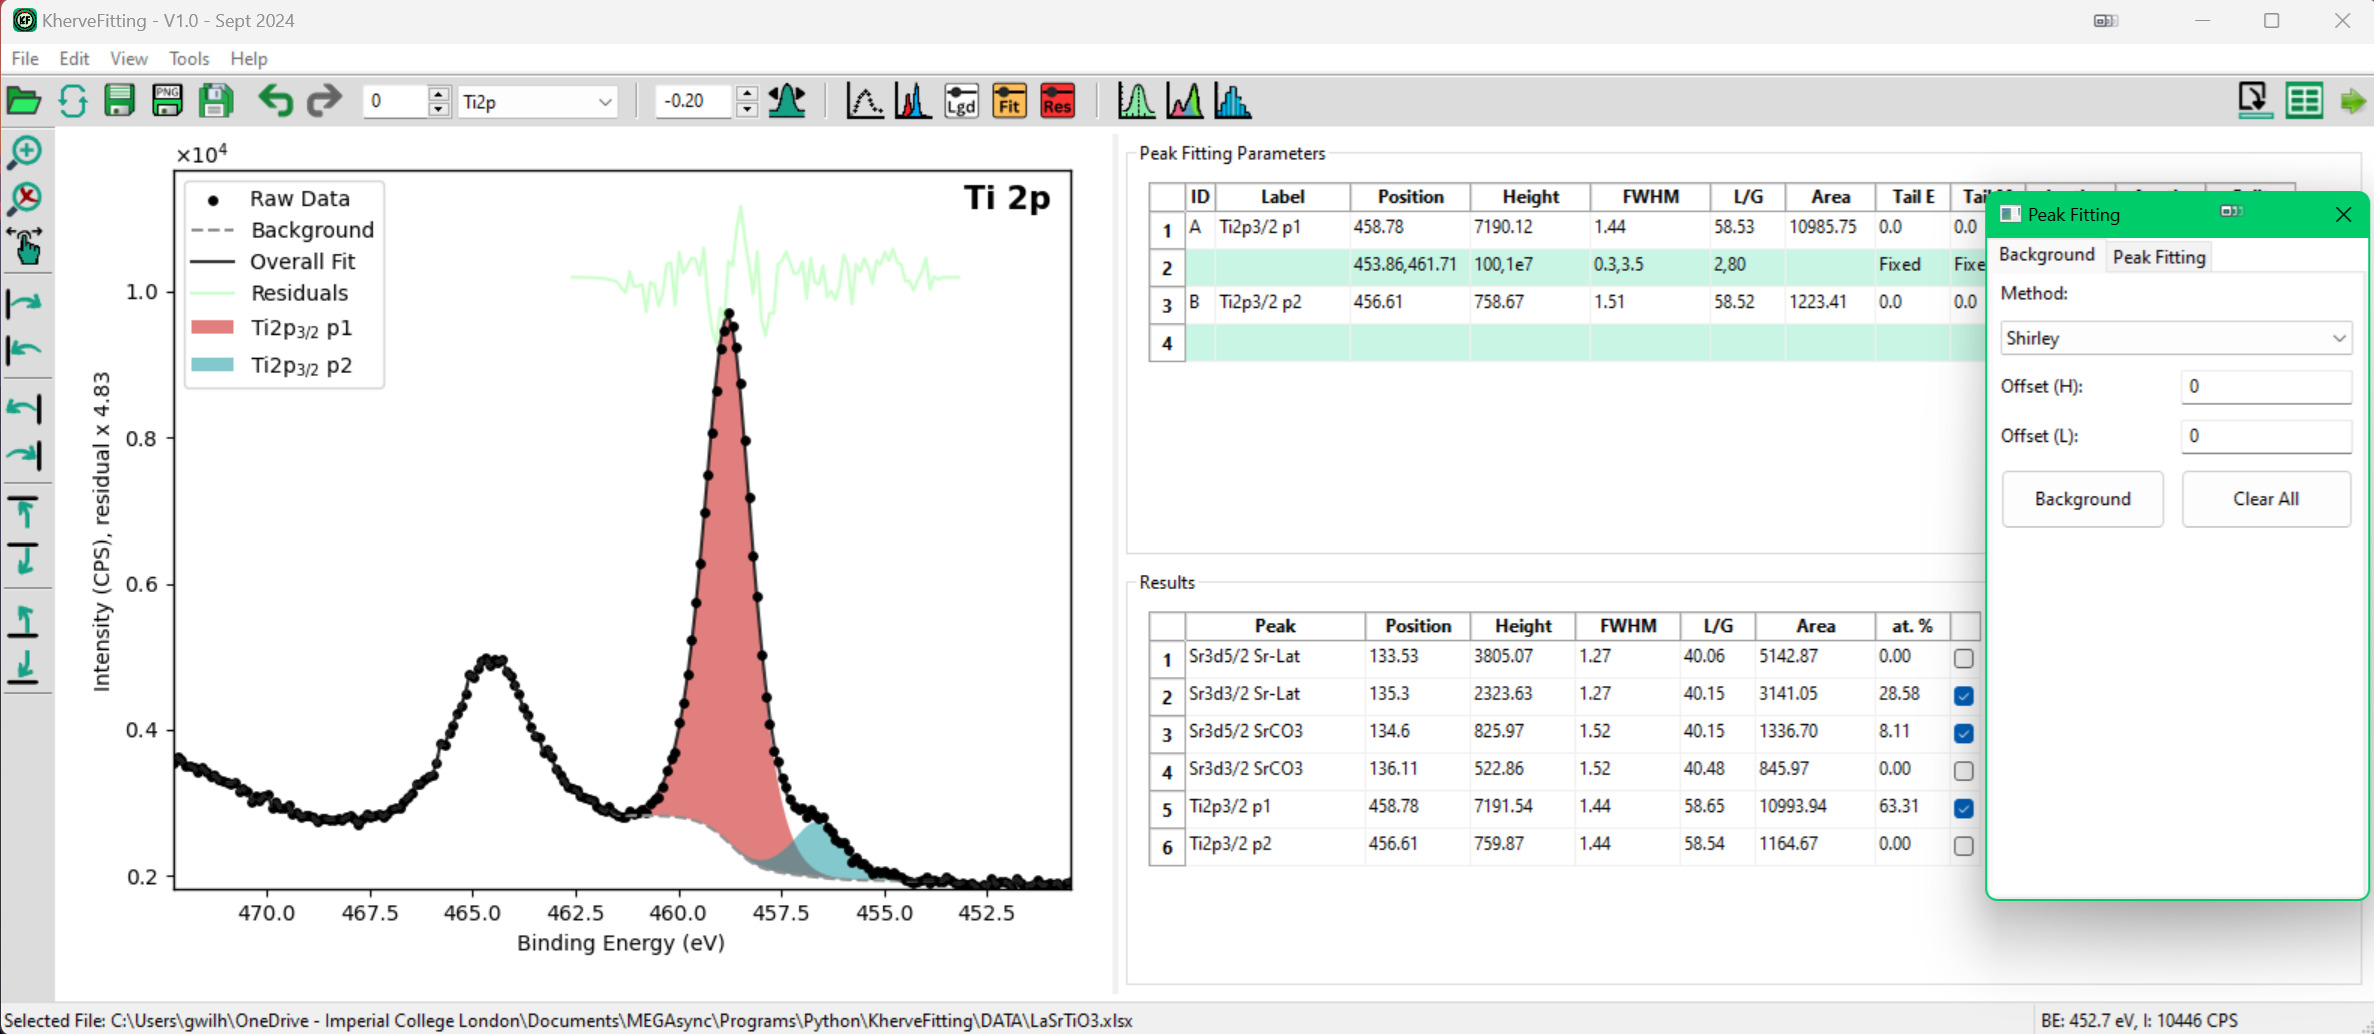 KherveFitting - V1.0 - Sept 2024
File Edit View Tools Help
PNG 0 Ti2p -0.20 Lgd Fit Res
×10⁴
Ti 2p
Raw Data
Background
Overall Fit
Residuals
Ti2p3/2 p1
Ti2p3/2 p2
1.0
0.8
0.6
0.4
0.2
Intensity (CPS), residual x 4.83
470.0 467.5 465.0 462.5 460.0 457.5 455.0 452.5
Binding Energy (eV)
Peak Fitting Parameters
ID Label Position Height FWHM L/G Area Tail E
1 A Ti2p3/2 p1 458.78 7190.12 1.44 58.53 10985.75 0.0 0.0
2 453.86,461.71 100,1e7 0.3,3.5 2,80 Fixed
3 B Ti2p3/2 p2 456.61 758.67 1.51 58.52 1223.41 0.0 0.0
4
Results
Peak Position Height FWHM L/G Area at. %
1 Sr3d5/2 Sr-Lat 133.53 3805.07 1.27 40.06 5142.87 0.00
2 Sr3d3/2 Sr-Lat 135.3 2323.63 1.27 40.15 3141.05 28.58
3 Sr3d5/2 SrCO3 134.6 825.97 1.52 40.15 1336.70 8.11
4 Sr3d3/2 SrCO3 136.11 522.86 1.52 40.48 845.97 0.00
5 Ti2p3/2 p1 458.78 7191.54 1.44 58.65 10993.94 63.31
6 Ti2p3/2 p2 456.61 759.87 1.44 58.54 1164.67 0.00
Peak Fitting
Background Peak Fitting
Method:
Shirley
Offset (H): 0
Offset (L): 0
Background Clear All
Selected File: C:\Users\gwilh\OneDrive - Imperial College London\Documents\MEGAsync\Programs\Python\KherveFitting\DATA\LaSrTiO3.xlsx
BE: 452.7 eV, I: 10446 CPS